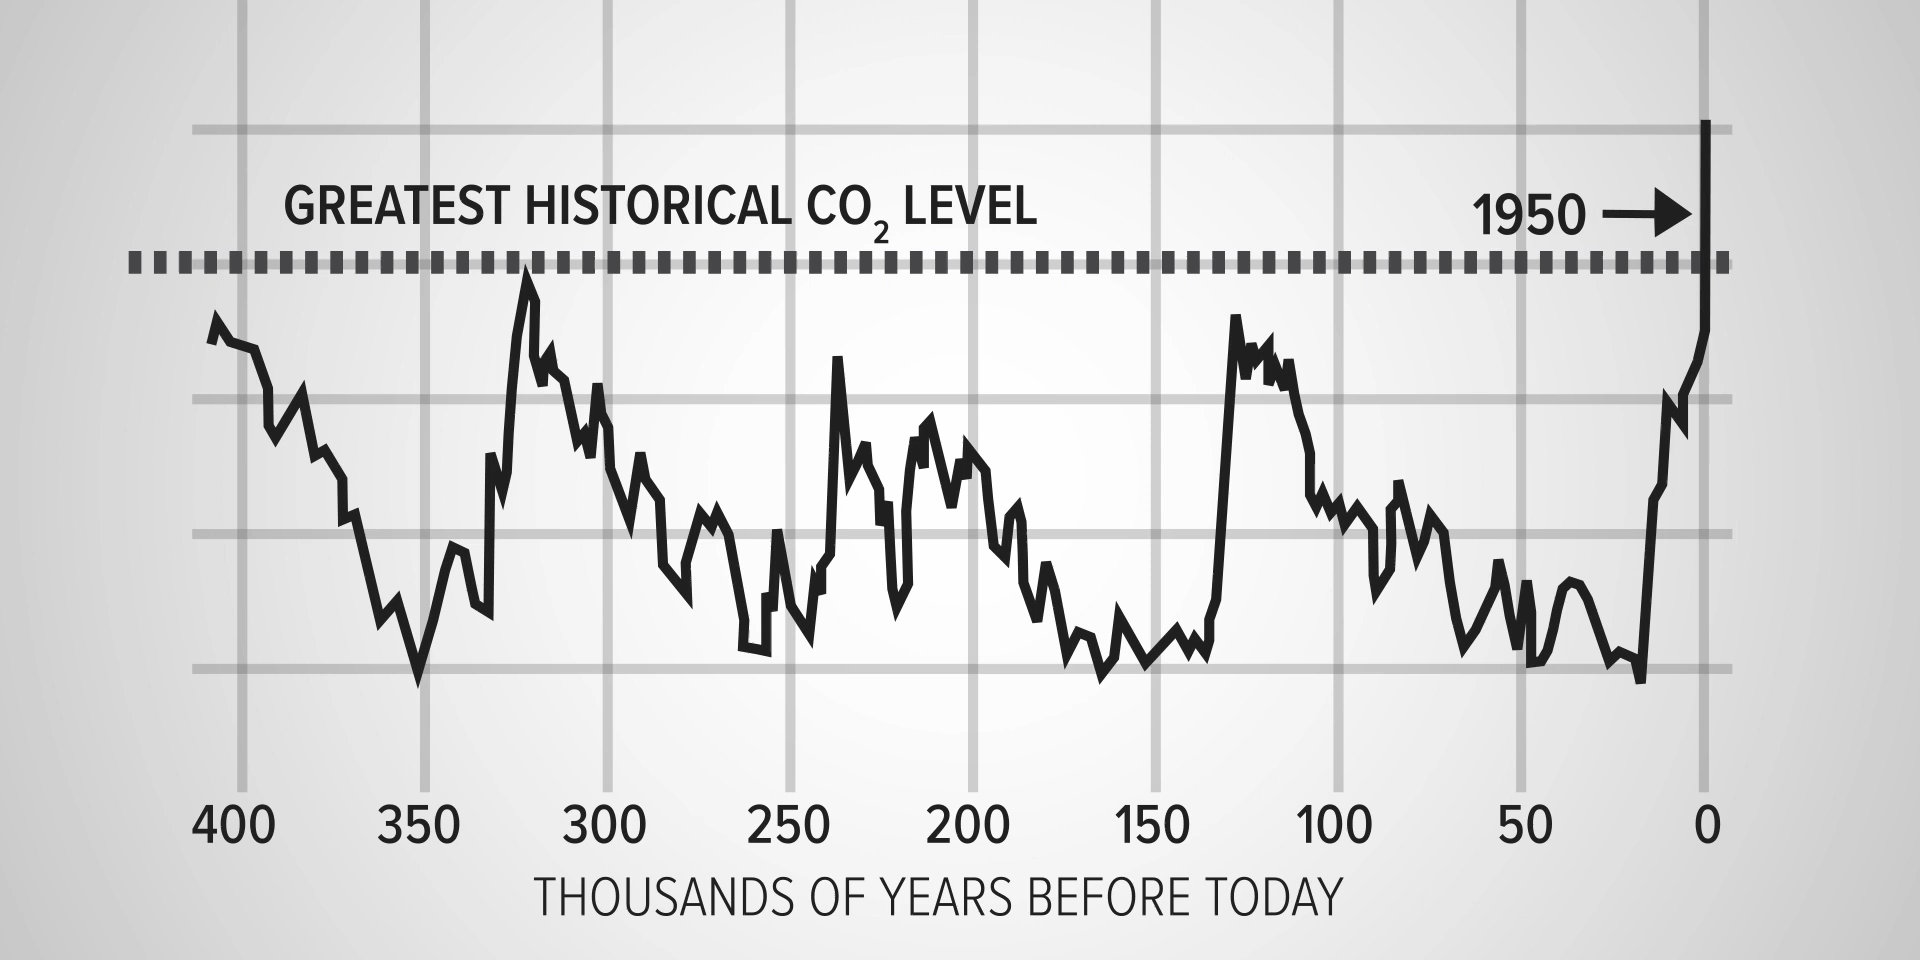 GREATEST HISTORICAL CO₂ LEVEL
1950
400 350 300 250 200 150 100 50 0
THOUSANDS OF YEARS BEFORE TODAY